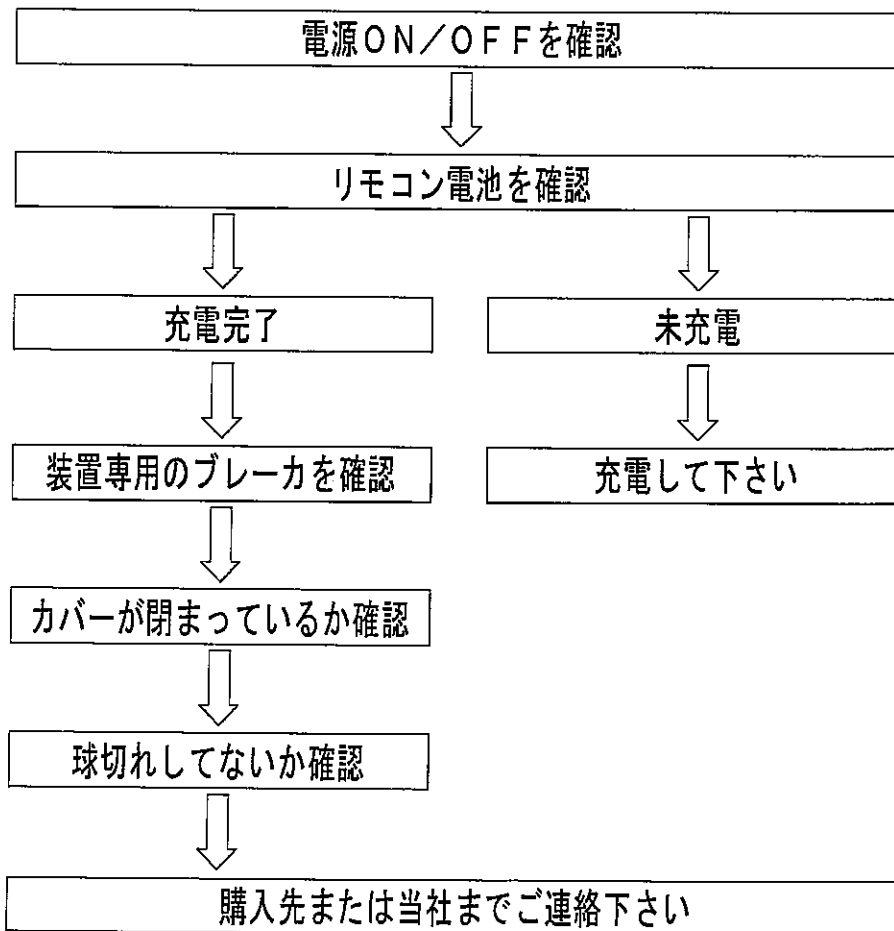 電源ON／OFFを確認
リモコン電池を確認
充電完了
未充電
装置専用のブレーカを確認
充電して下さい
カバーが閉まっているか確認
球切れしてないか確認
購入先または当社までご連絡下さい